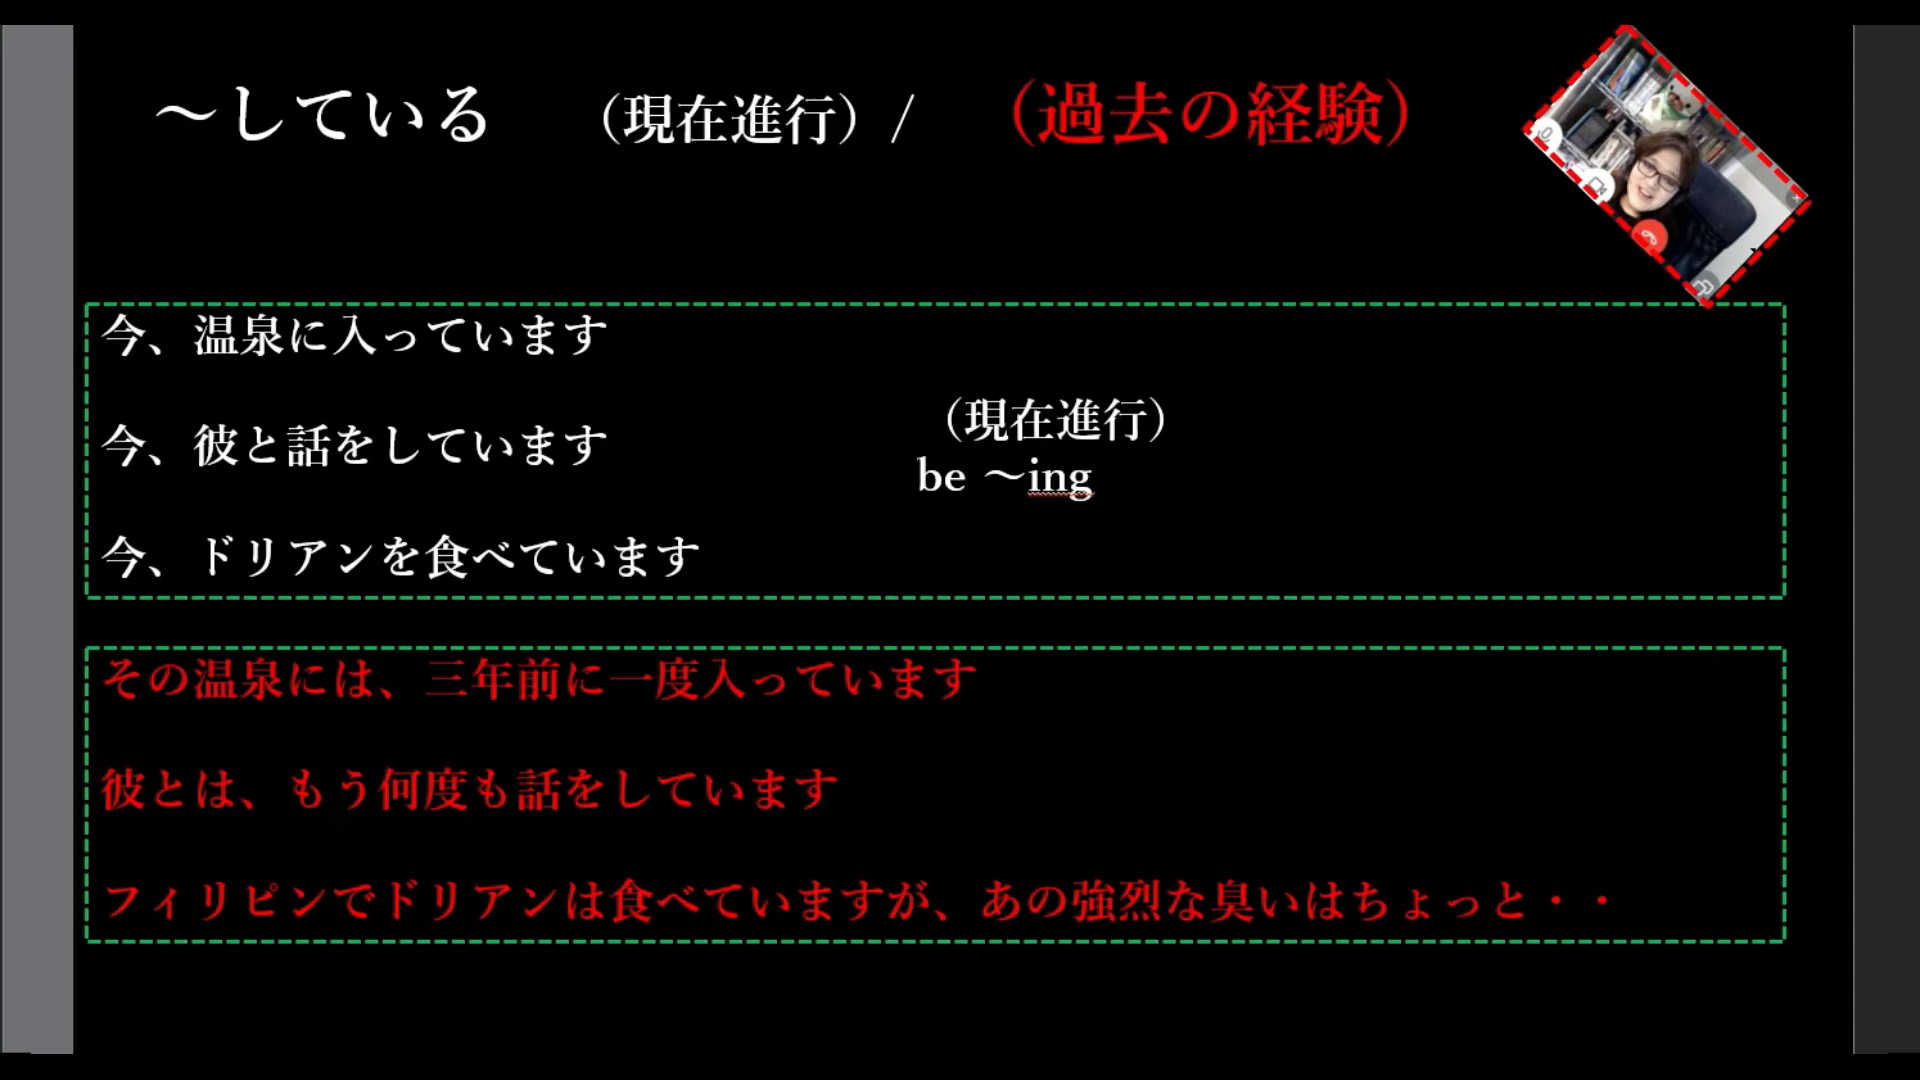 ～している （現在進行）/ （過去の経験）
今、温泉に入っています
今、彼と話をしています
今、ドリアンを食べています
（現在進行）
be ～ing
その温泉には、三年前に一度入っています
彼とは、もう何度も話をしています
フィリピンでドリアンは食べていますが、あの強烈な臭いはちょっと・・